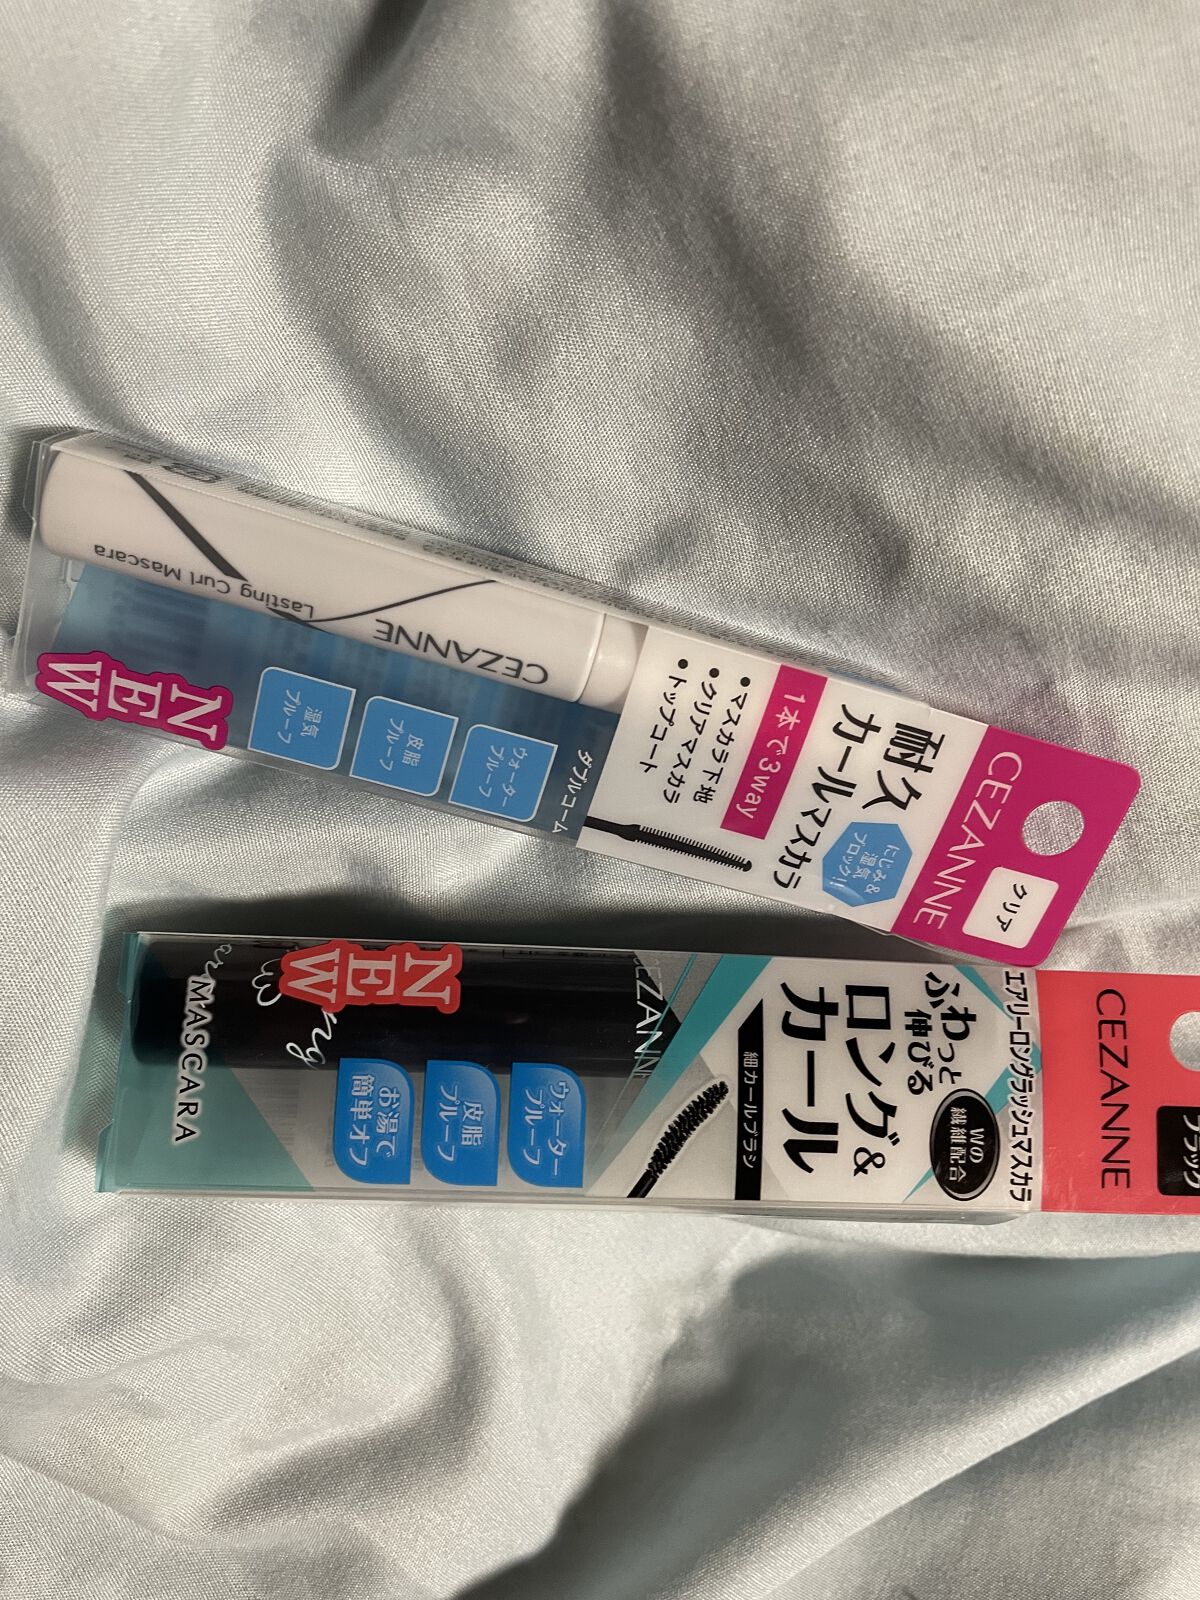 CEZANNE
クリア
耐久
カールマスカラ
にじみ&
湿気
ブロック!
1本で3way
●マスカラ下地
●クリアマスカラ
●トップコート
ダブルコーム
ウォーター
プルーフ
皮脂
プルーフ
湿気
プルーフ
NEW
CEZANNE
Lasting Curl Mascara
CEZANNE
ブラック
エアリーロングラッシュマスカラ
ふわっと
伸びる
Wの
繊維配合
ロング&
カール
細カールブラシ
ウォーター
プルーフ
皮脂
プルーフ
お湯で
簡単オフ
NEW
MASCARA